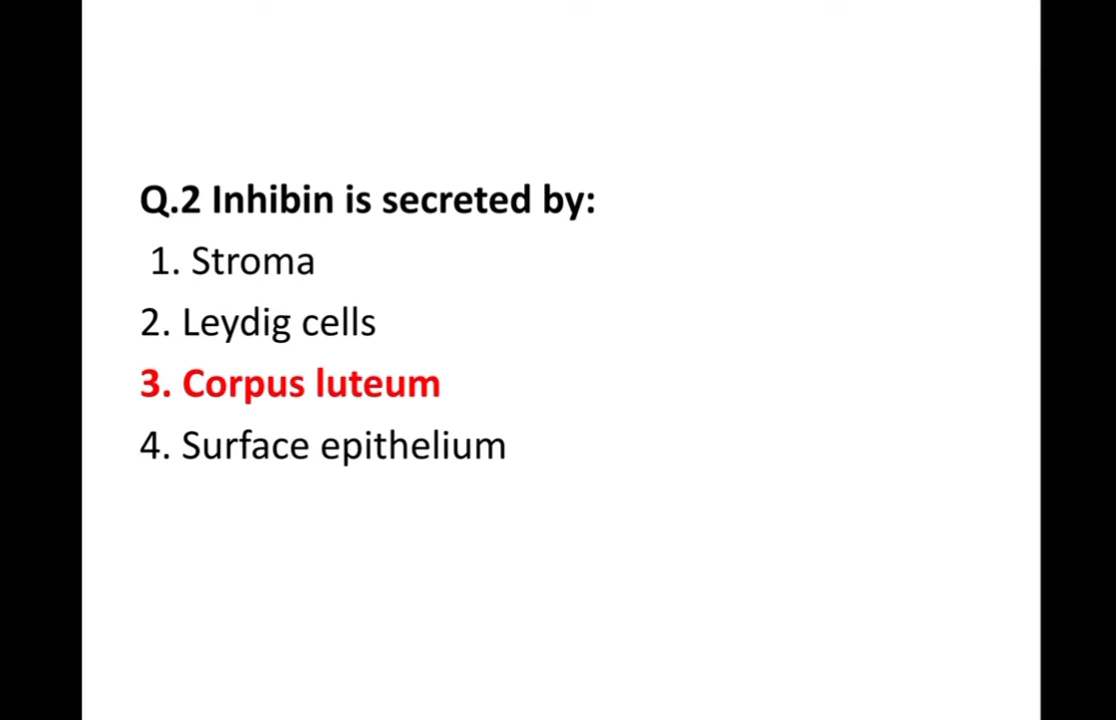 Q.2 Inhibin is secreted by:
1. Stroma
2. Leydig cells
3. Corpus luteum
4. Surface epithelium